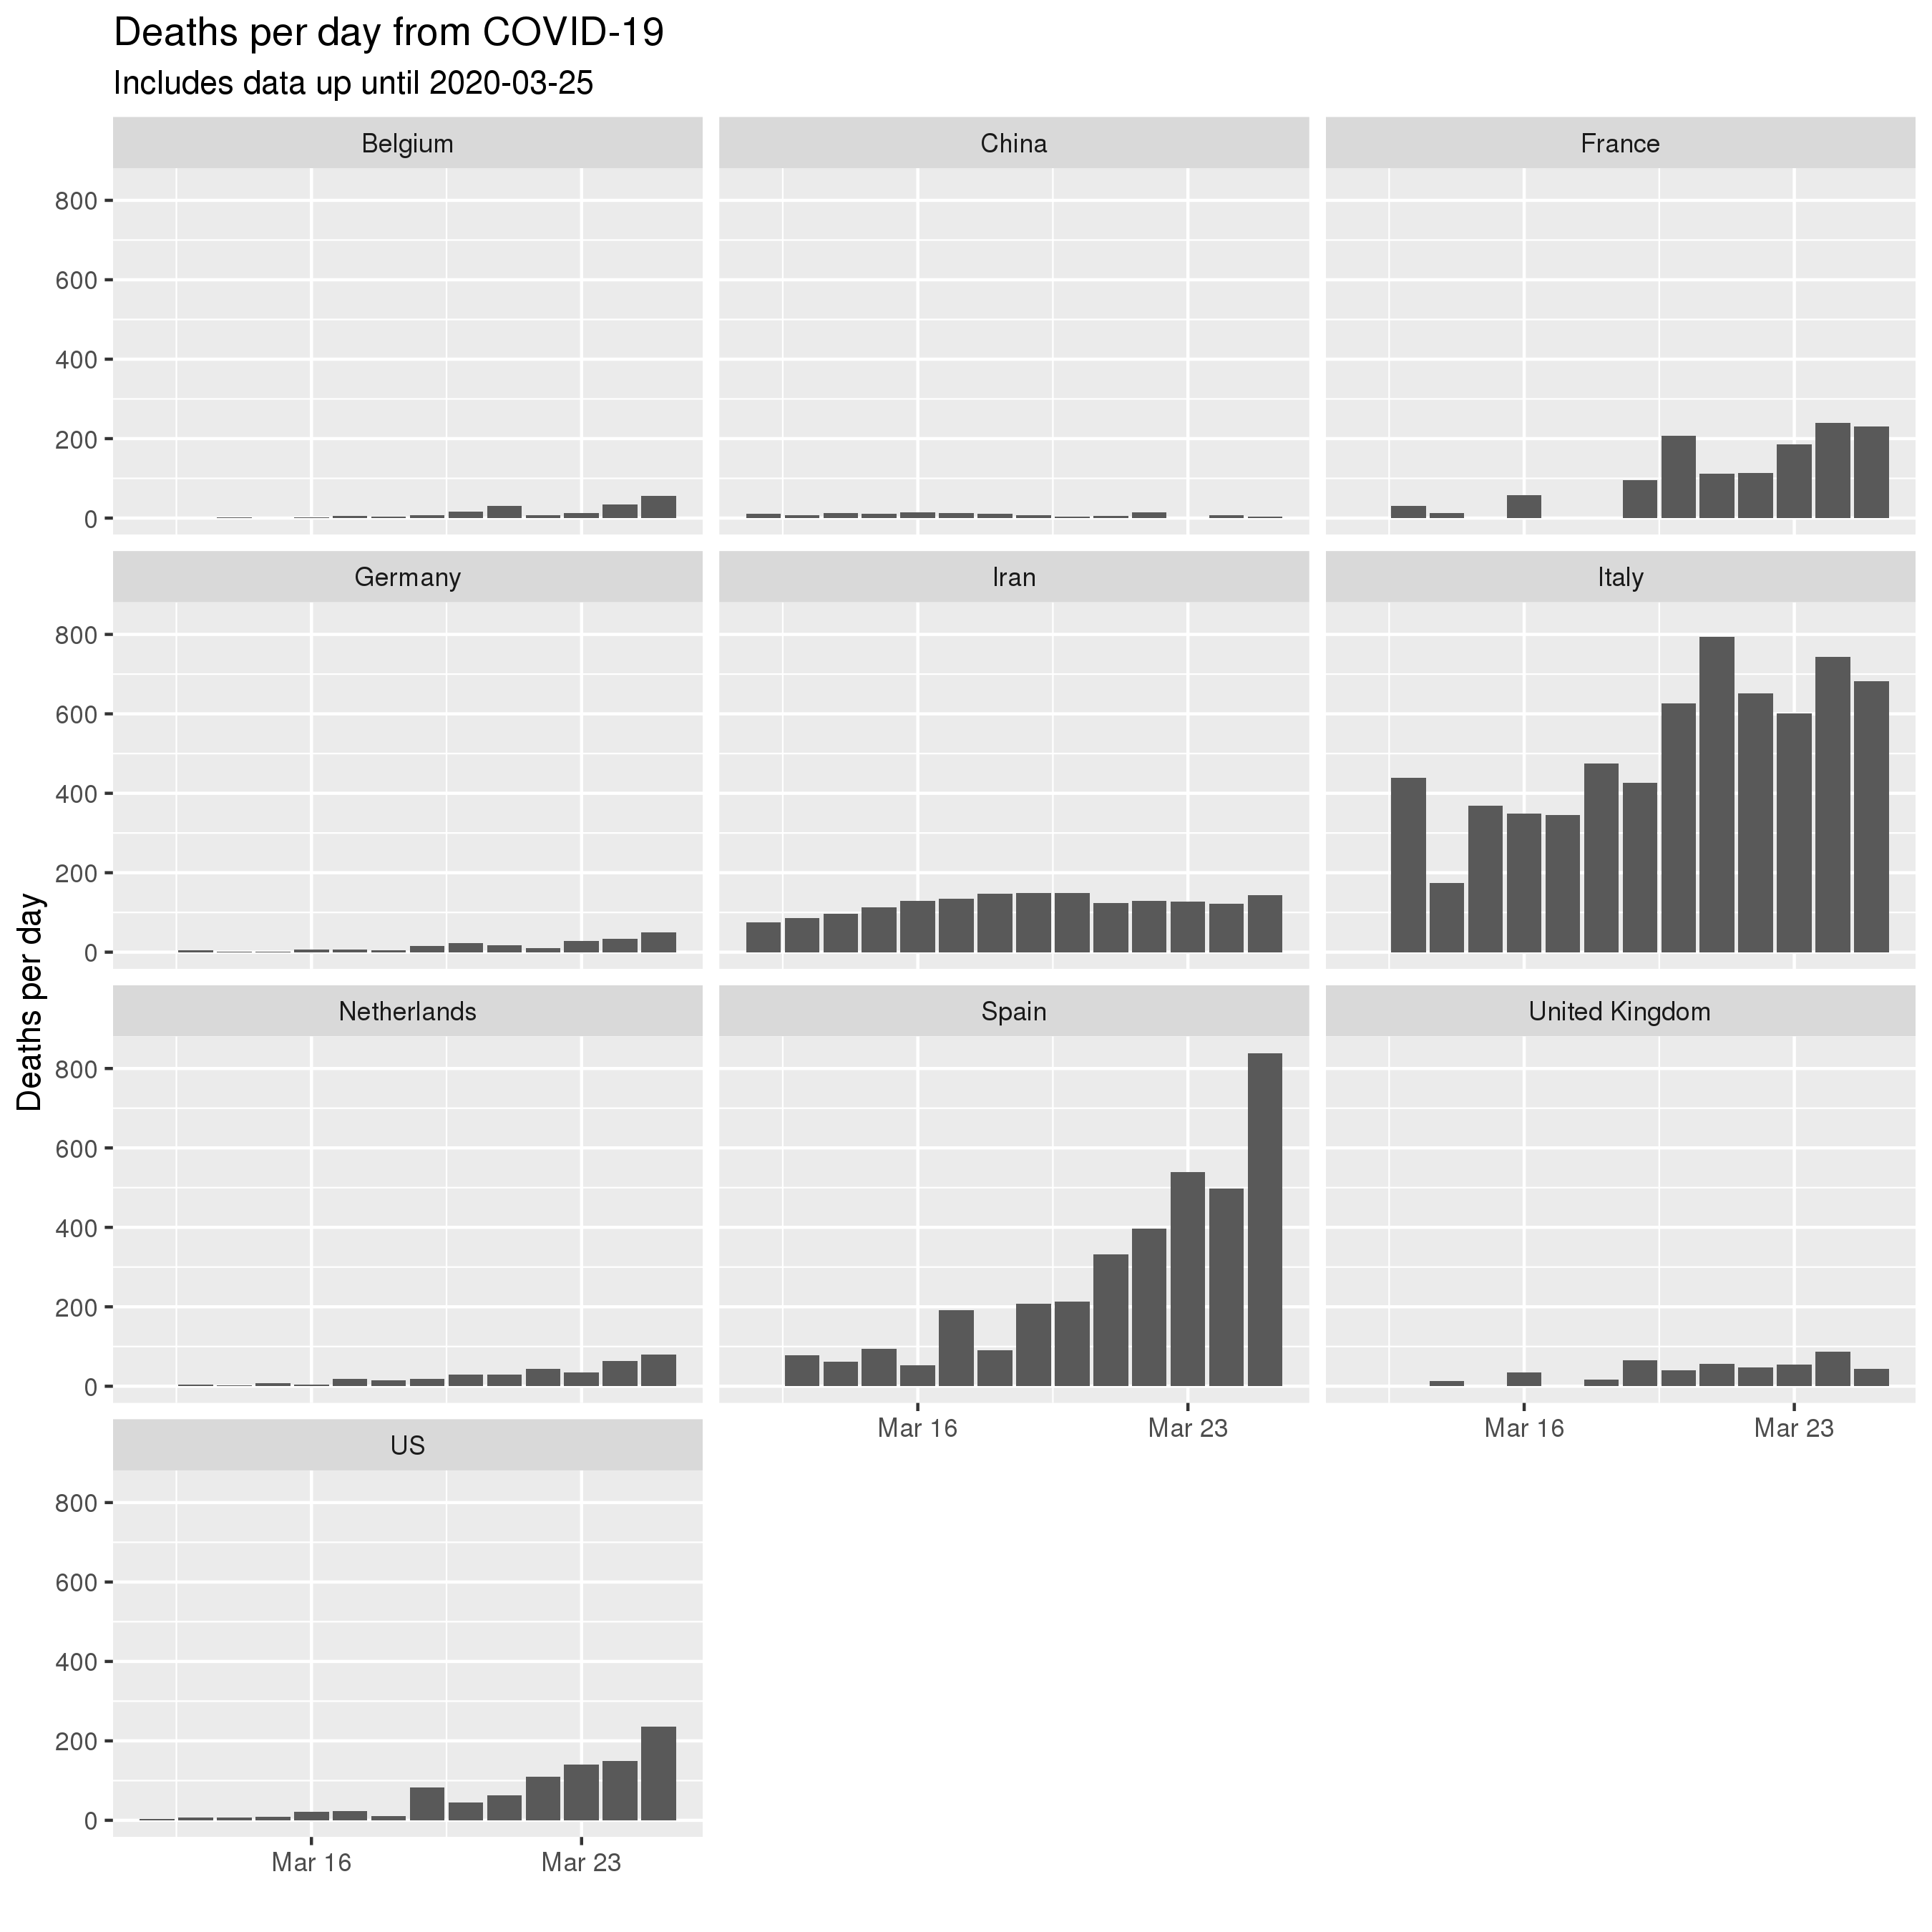 Deaths per day from COVID-19
Includes data up until 2020-03-25
Belgium
China
France
800
600
400
200
0
Germany
Iran
Italy
800
600
400
200
0
Deaths per day
Netherlands
Spain
United Kingdom
800
600
400
200
0
Mar 16
Mar 23
Mar 16
Mar 23
US
800
600
400
200
0
Mar 16
Mar 23